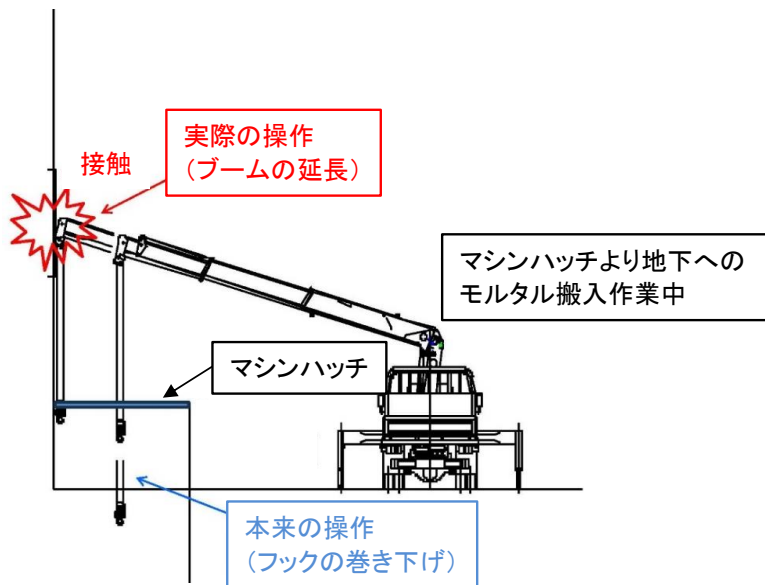 実際の操作
（ブームの延長）
接触
マシンハッチより地下への
モルタル搬入作業中
マシンハッチ
本来の操作
（フックの巻き下げ）